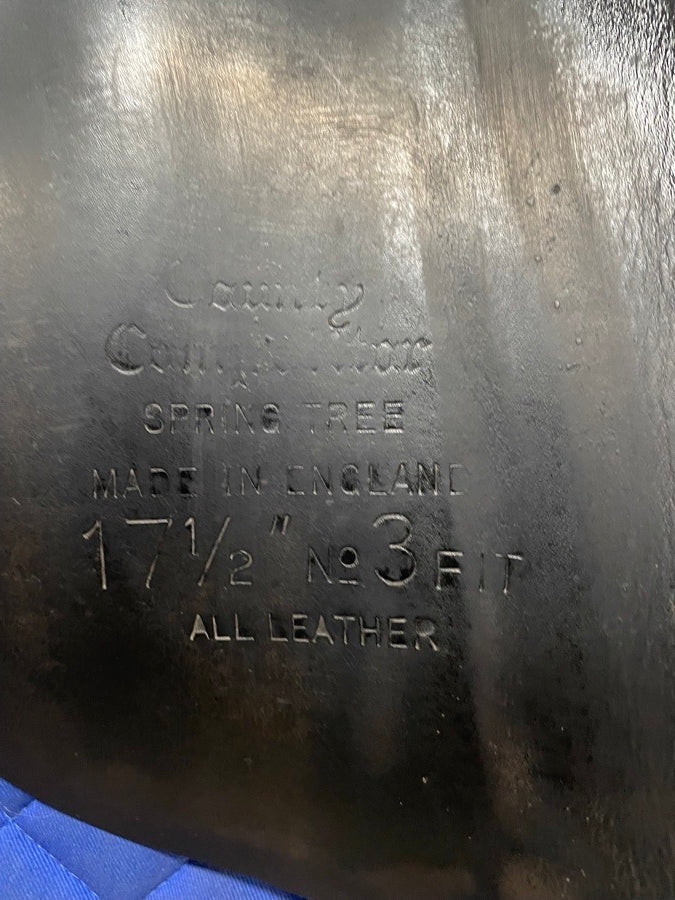 County
Competitor
SPRING TREE
MADE IN ENGLAND
17½" No 3 FIT
ALL LEATHER